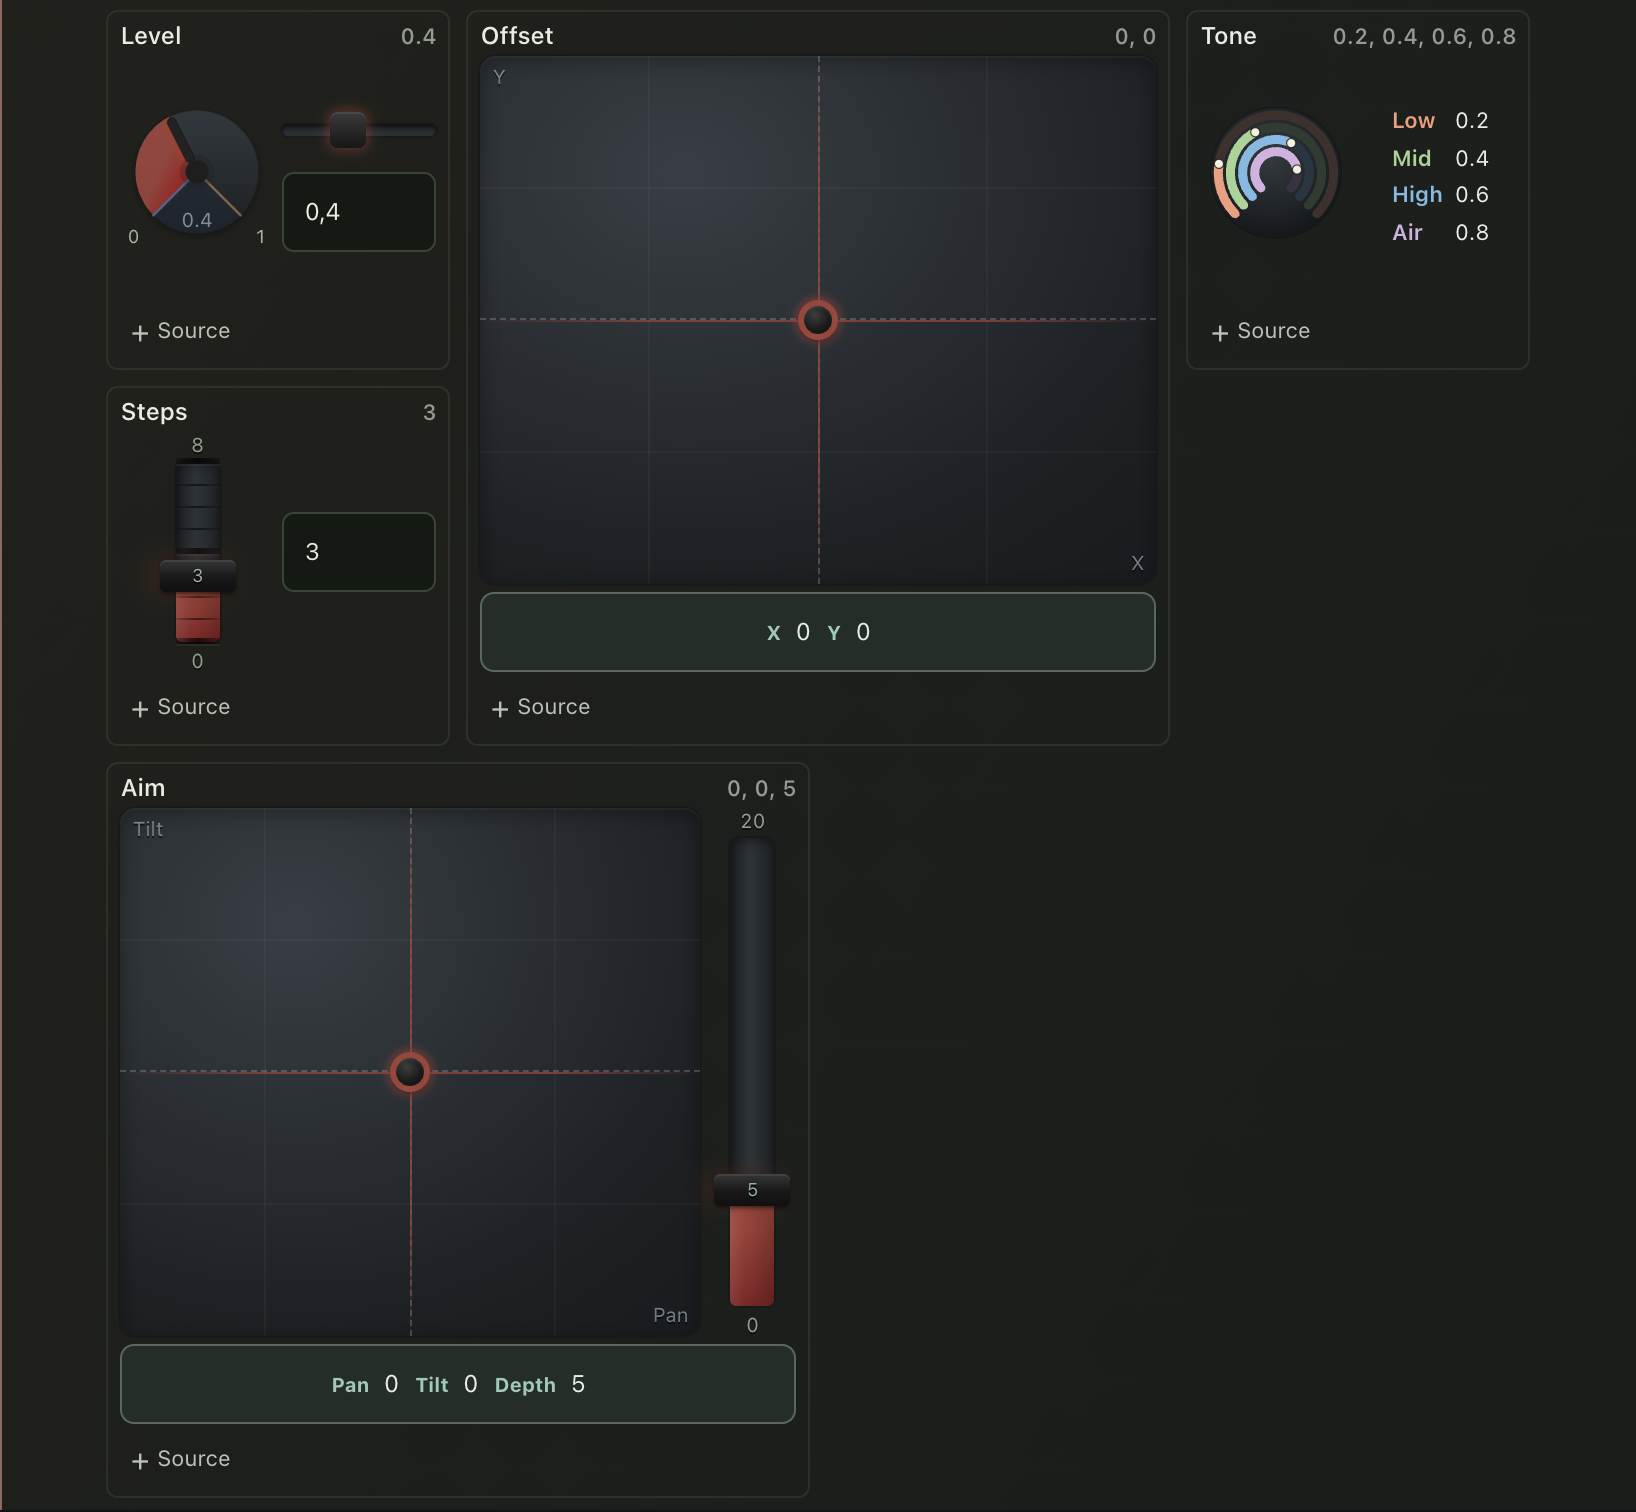 Level 0.4
0.4
0 1
0,4
+ Source
Offset 0, 0
Y
X
X 0 Y 0
+ Source
Tone 0.2, 0.4, 0.6, 0.8
Low 0.2
Mid 0.4
High 0.6
Air 0.8
+ Source
Steps 3
8
3
0
3
+ Source
Aim 0, 0, 5
Tilt
Pan
20
5
0
Pan 0 Tilt 0 Depth 5
+ Source